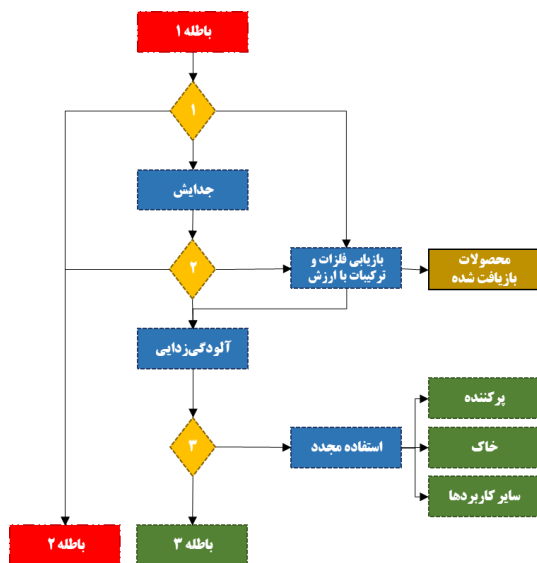 باطله ۱
۱
جدایش
۲
بازیابی فلزات و
ترکیبات با ارزش
محصولات
بازیافت شده
آلودگی‌زدایی
پرکننده
۳
استفاده مجدد
خاک
سایر کاربردها
باطله ۲
باطله ۳